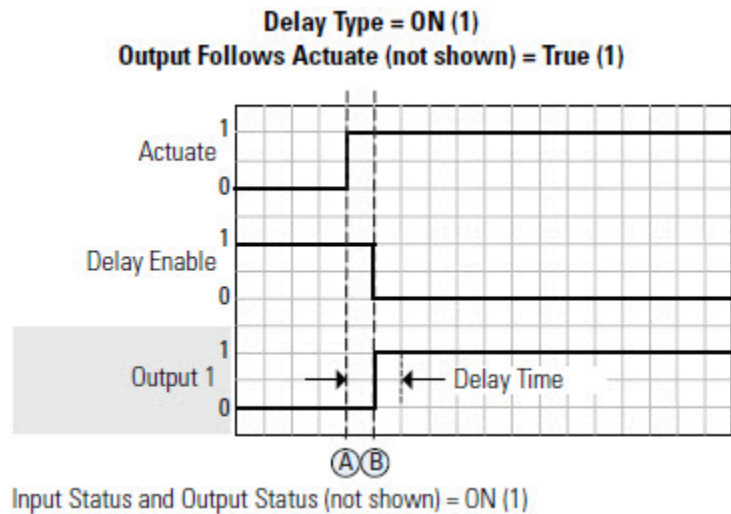 Delay Type = ON (1)
Output Follows Actuate (not shown) = True (1)
1
Actuate
0
1
Delay Enable
0
1
Output 1
Delay Time
0
A B
Input Status and Output Status (not shown) = ON (1)